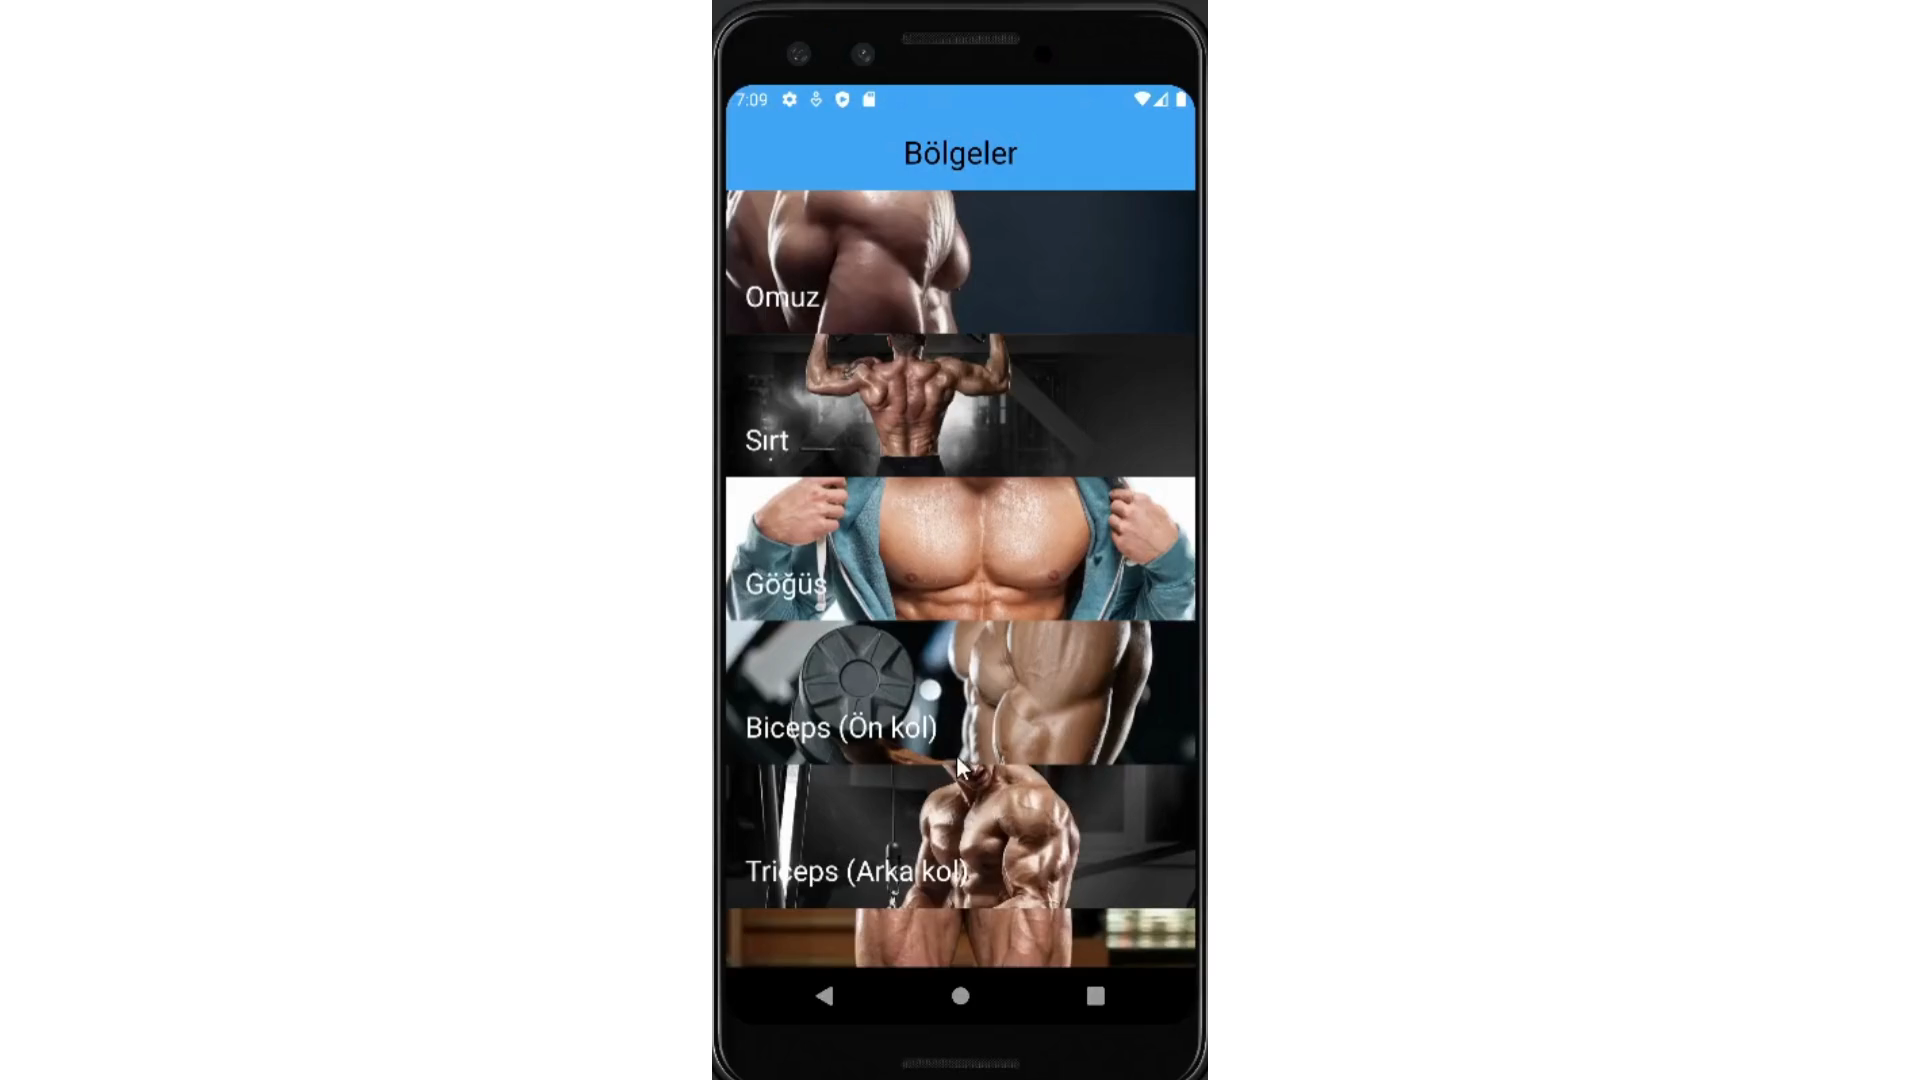 7:09
Bölgeler
Omuz
Sırt
Göğüs
Biceps (Ön kol)
Triceps (Arka kol)